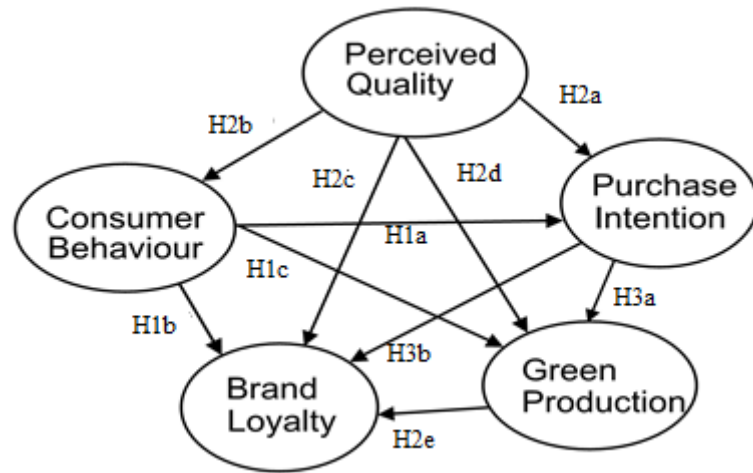 Perceived
Quality
H2a
H2b
H2c
H2d
Purchase
Intention
Consumer
Behaviour
H1a
H1c
H3a
H1b
H3b
Green
Production
Brand
Loyalty
H2e